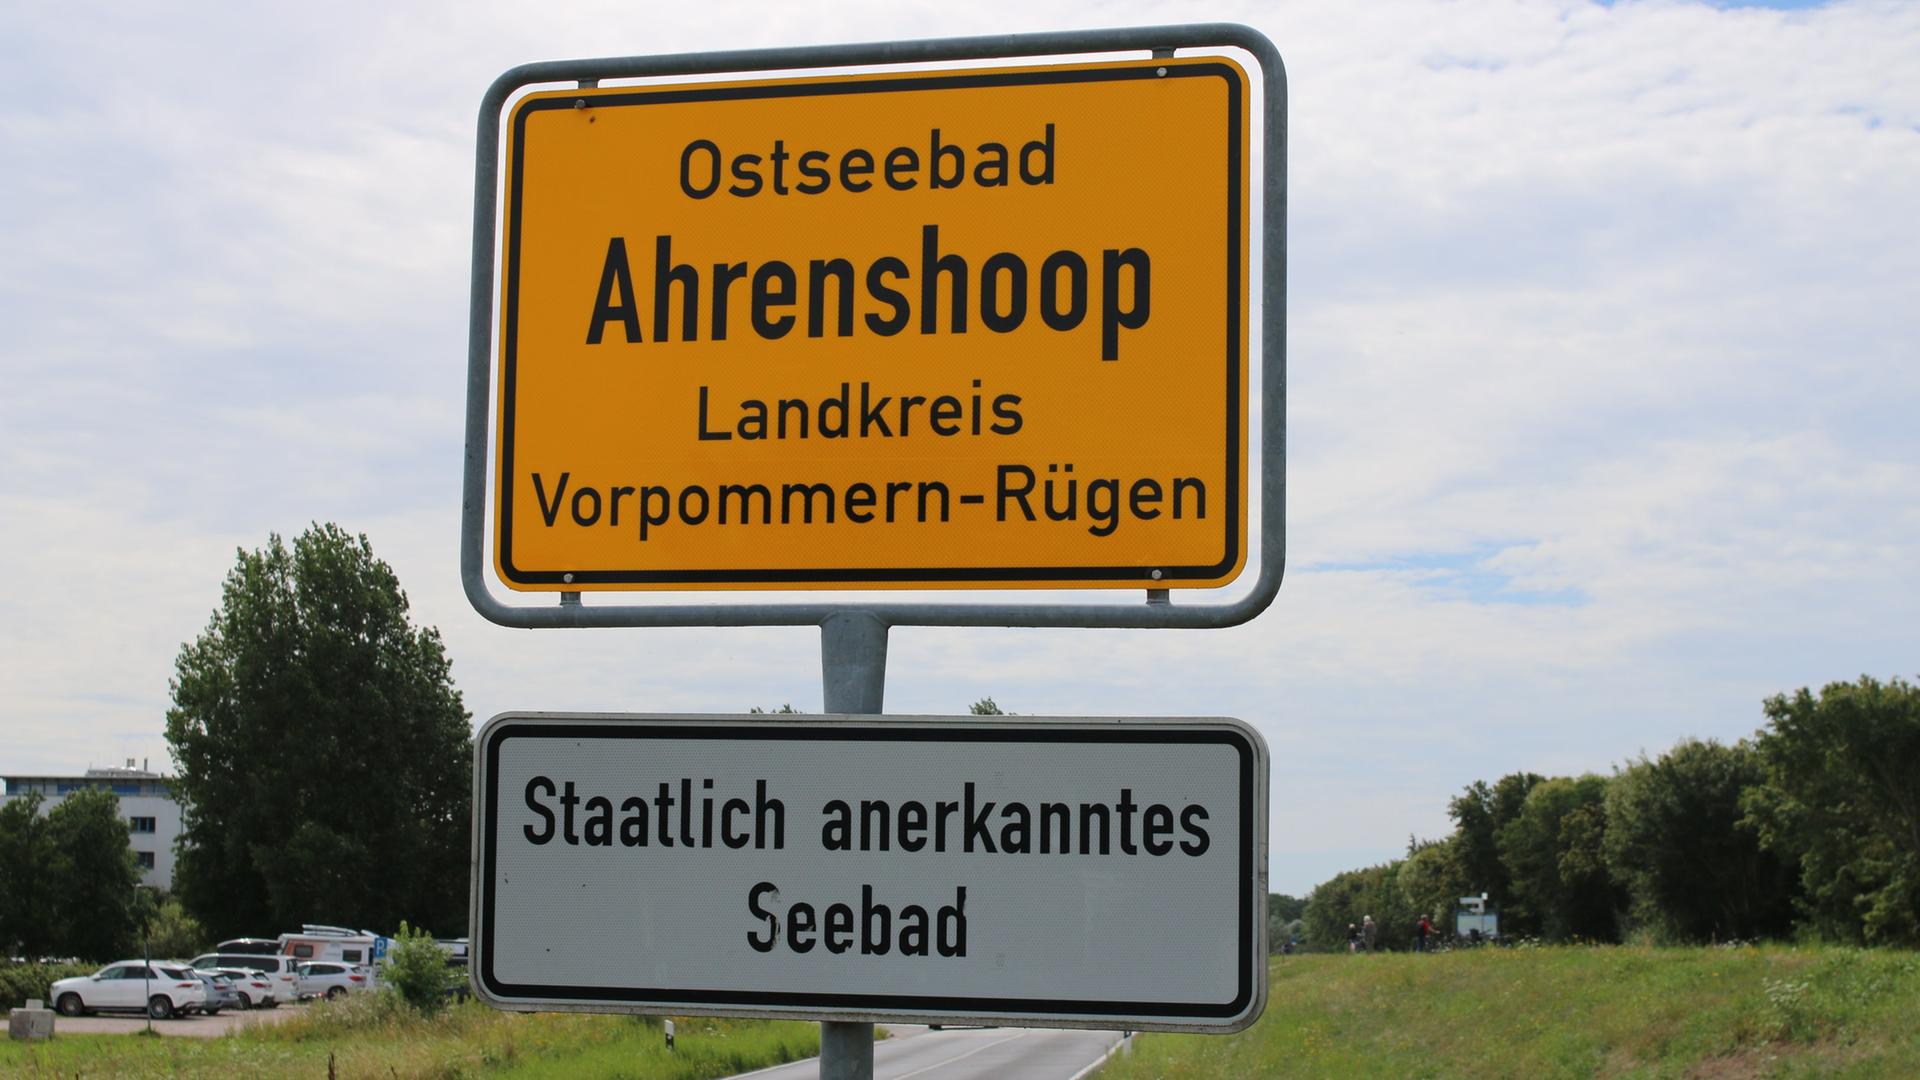 Ostseebad
Ahrenshoop
Landkreis
Vorpommern-Rügen
Staatlich anerkanntes
Seebad
P